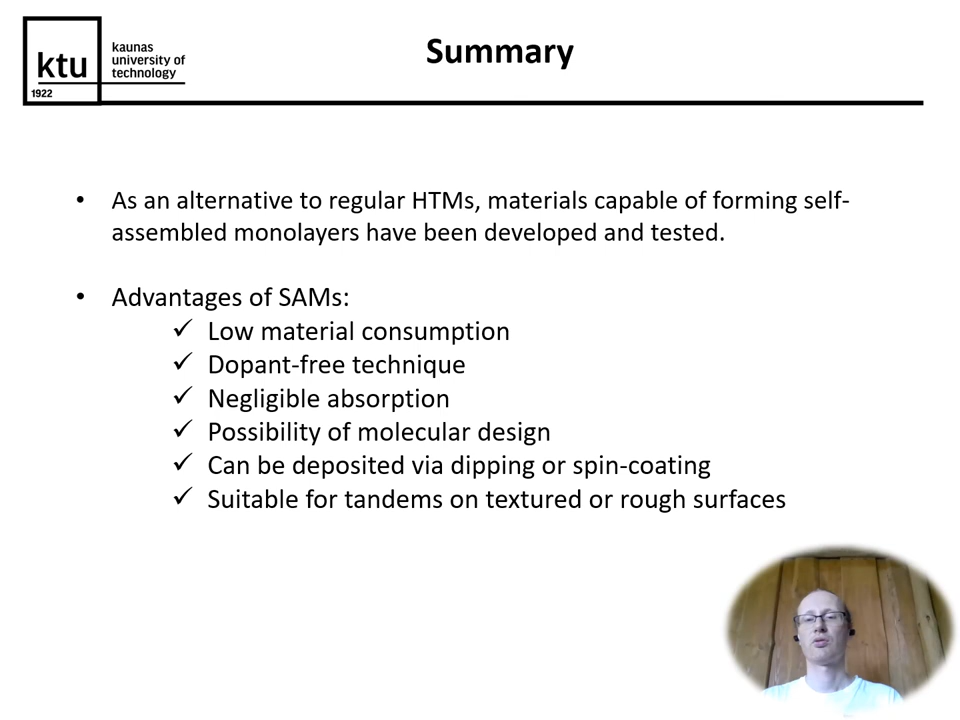 ktu
1922
kaunas
university of
technology
Summary
• As an alternative to regular HTMs, materials capable of forming self-
assembled monolayers have been developed and tested.
• Advantages of SAMs:
✓ Low material consumption
✓ Dopant-free technique
✓ Negligible absorption
✓ Possibility of molecular design
✓ Can be deposited via dipping or spin-coating
✓ Suitable for tandems on textured or rough surfaces